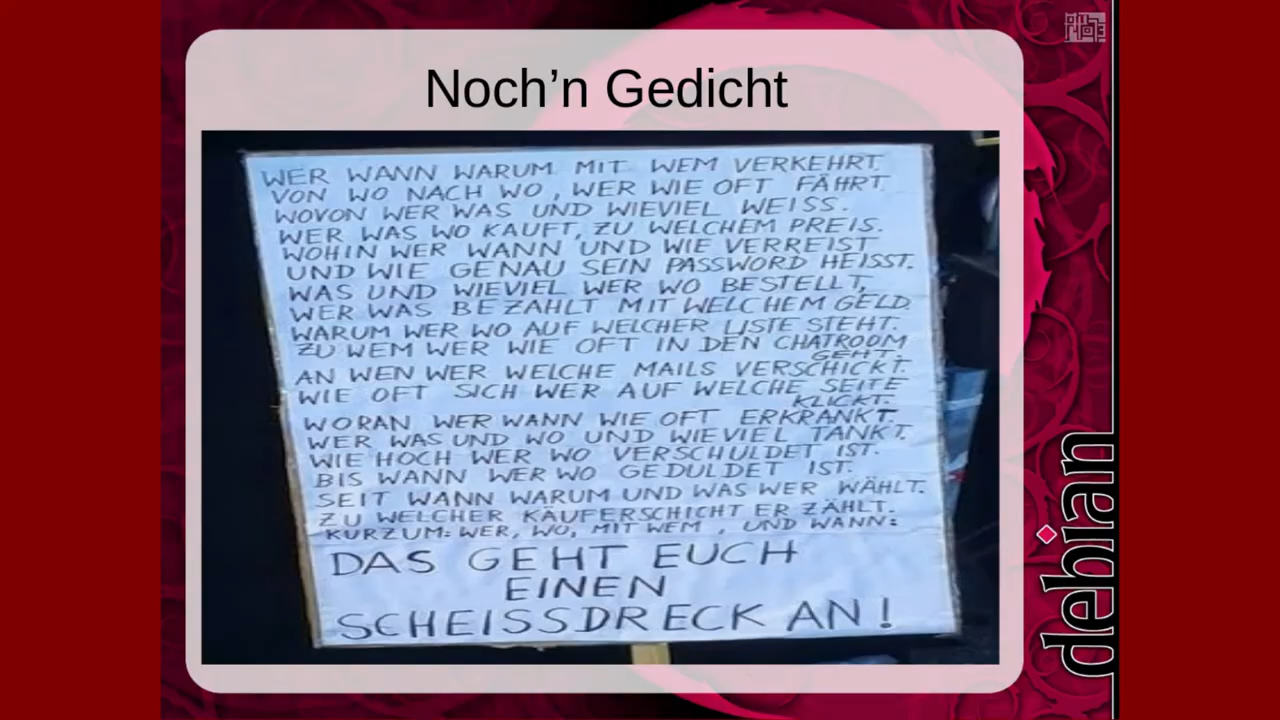 Noch’n Gedicht
WER WANN WARUM MIT WEM VERKEHRT.
VON WO NACH WO, WER WIE OFT FÄHRT.
WOVON WER WAS UND WIEVIEL WEISS.
WER WAS WO KAUFT, ZU WELCHEM PREIS.
WOHIN WER WANN UND WIE VERREIST
UND WIE GENAU SEIN PASSWORD HEISST.
WAS UND WIEVIEL WER WO BESTELLT,
WER WAS BEZAHLT MIT WELCHEM GELD.
WARUM WER WO AUF WELCHER LISTE STEHT.
ZU WEM WER WIE OFT IN DEN CHATROOM
GEHT.
AN WEN WER WELCHE MAILS VERSCHICKT.
WIE OFT SICH WER AUF WELCHE SEITE
KLICKT.
WORAN WER WANN WIE OFT ERKRANKT.
WER WAS UND WO UND WIEVIEL TANKT.
WIE HOCH WER WO VERSCHULDET IST.
BIS WANN WER WO GEDULDET IST.
SEIT WANN WARUM UND WAS WER WÄHLT.
ZU WELCHER KÄUFERSCHICHT ER ZÄHLT.
KURZUM: WER, WO, MIT WEM, UND WANN:
DAS GEHT EUCH
EINEN
SCHEISSDRECK AN!
debian